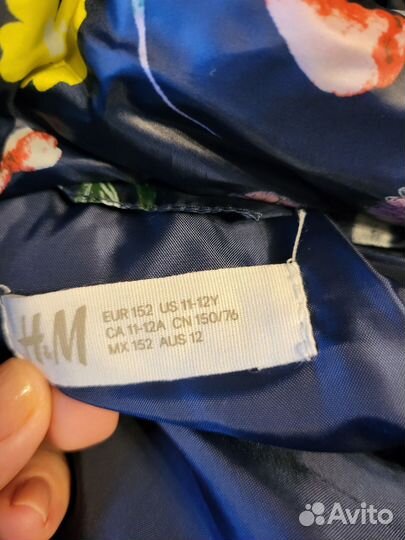 H&M
EUR 152 US 11-12Y
CA 11-12A CN 150/76
MX 152 AUS 12
Avito